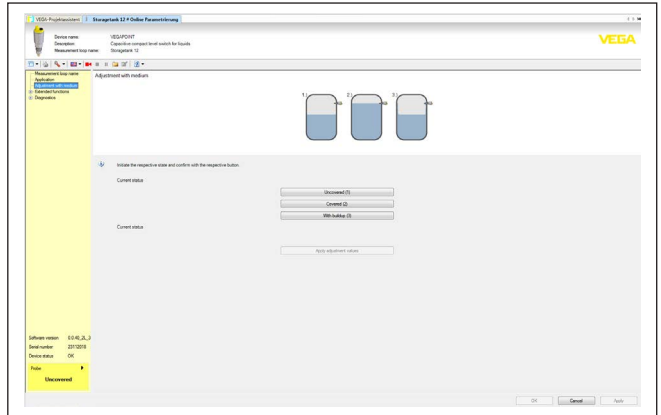 VEGA-Projektassistent
Storagetank 12 # Online Parametrierung
Device name: VEGAPOINT
Description: Capacitive compact level switch for liquids
Measurement loop name: Storagetank 12
VEGA
Measurement loop name
Application
Adjustment with medium
Extended functions
Diagnostics
Adjustment with medium
1) 2) 3)
Initiate the respective state and confirm with the respective button
Current status
Uncovered (1)
Covered (2)
With buildup (3)
Current status
Apply adjustment values
Software version
Serial number 23112018
Device status OK
Probe
Uncovered
OK Cancel Apply